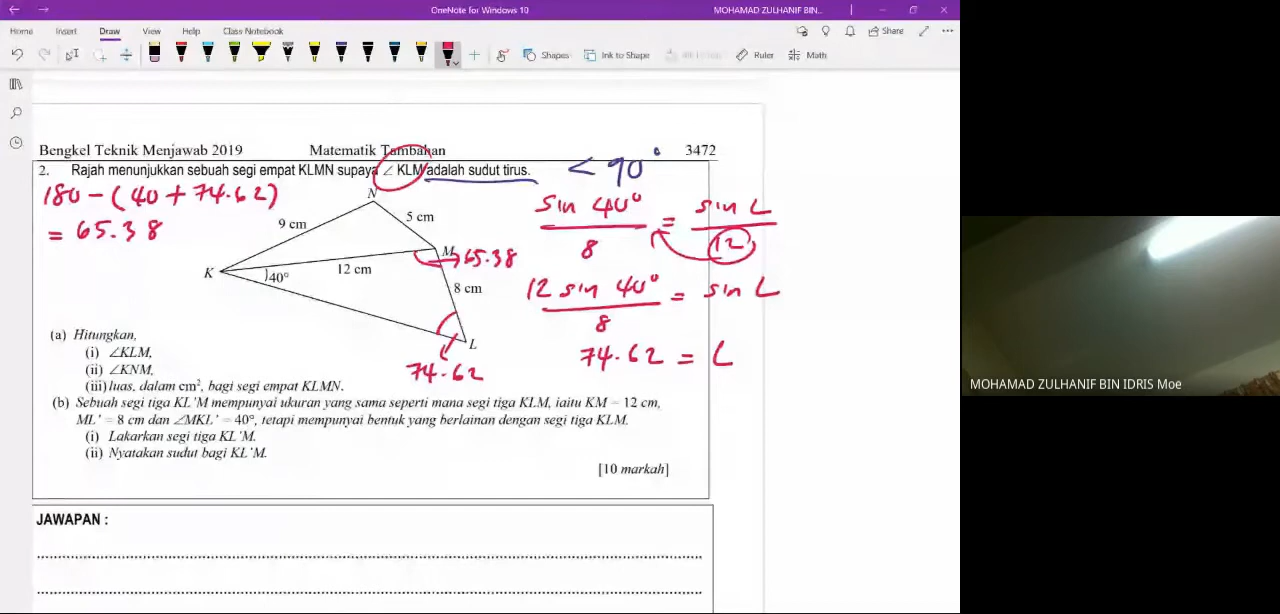 OneNote for Windows 10
MOHAMAD ZULHANIF BIN...
Home Insert Draw View Help Class Notebook
Share
Shapes Ink to Shape Ruler Math
Bengkel Teknik Menjawab 2019 Matematik Tambahan 3472
2. Rajah menunjukkan sebuah segi empat KLMN supaya ∠ KLM adalah sudut tirus.
< 90°
180 - (40 + 74.62)
= 65.38
N
9 cm
5 cm
K
40°
12 cm
M
65.38
8 cm
L
74.62
sin 40° / 8 = sin L / 12
12 sin 40° / 8 = sin L
74.62 = L
(a) Hitungkan,
(i) ∠KLM,
(ii) ∠KNM,
(iii) luas, dalam cm², bagi segi empat KLMN.
(b) Sebuah segi tiga KL'M mempunyai ukuran yang sama seperti mana segi tiga KLM, iaitu KM = 12 cm,
ML' = 8 cm dan ∠MKL' = 40°, tetapi mempunyai bentuk yang berlainan dengan segi tiga KLM.
(i) Lakarkan segi tiga KL'M.
(ii) Nyatakan sudut bagi KL'M.
[10 markah]
JAWAPAN :
MOHAMAD ZULHANIF BIN IDRIS Moe